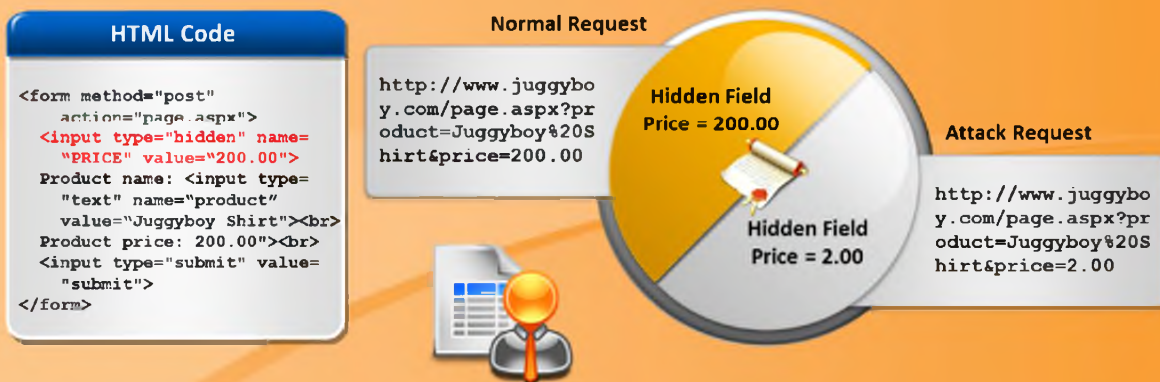 HTML Code
<form method="post"
action="page.aspx">
<input type="hidden" name=
“PRICE" value=“200.00">
Product name: <input type=
"text" name=“product”
value=“Juggyboy Shirt"><br>
Product price: 200.00"><br>
<input type="submit" value=
"submit">
</form>
Normal Request
http://www.juggybo
y.com/page.aspx?pr
oduct=Juggyboy%20S
hirt&price=200.00
Hidden Field
Price = 200.00
Hidden Field
Price = 2.00
Attack Request
http://www.juggybo
y.com/page.aspx?pr
oduct=Juggyboy%20S
hirt&price=2.00